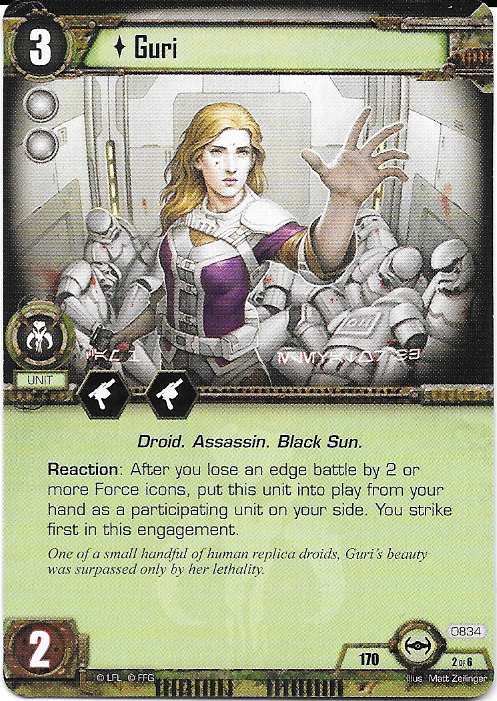 3
Guri
UNIT
Droid. Assassin. Black Sun.
Reaction: After you lose an edge battle by 2 or
more Force icons, put this unit into play from your
hand as a participating unit on your side. You strike
first in this engagement.
One of a small handful of human replica droids, Guri's beauty
was surpassed only by her lethality.
2
0834
170
2 OF 6
© LFL © FFG
Illus. Matt Zeilinger